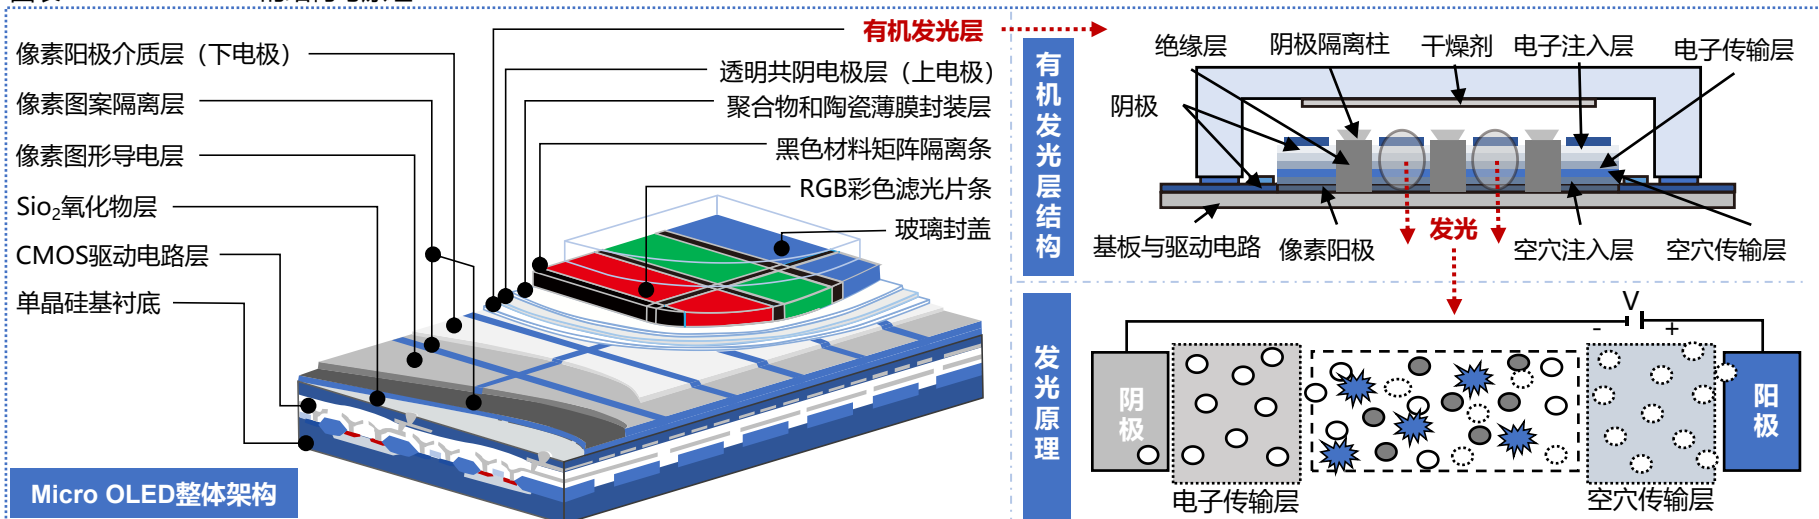 有机发光层
像素阳极介质层（下电极）
透明共阴电极层（上电极）
像素图案隔离层
聚合物和陶瓷薄膜封装层
像素图形导电层
黑色材料矩阵隔离条
Sio₂氧化物层
RGB彩色滤光片条
CMOS驱动电路层
玻璃封盖
单晶硅基衬底
Micro OLED整体架构
有机发光层结构
绝缘层
阴极隔离柱
干燥剂
电子注入层
电子传输层
阴极
基板与驱动电路
像素阳极
发光
空穴注入层
空穴传输层
发光原理
V
-
+
阴极
阳极
电子传输层
空穴传输层